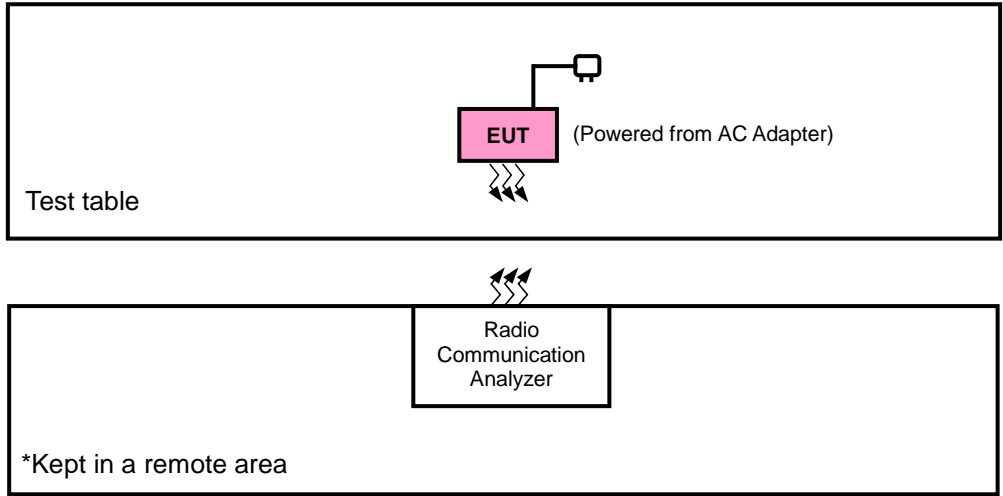 EUT
(Powered from AC Adapter)
Test table
Radio
Communication
Analyzer
*Kept in a remote area